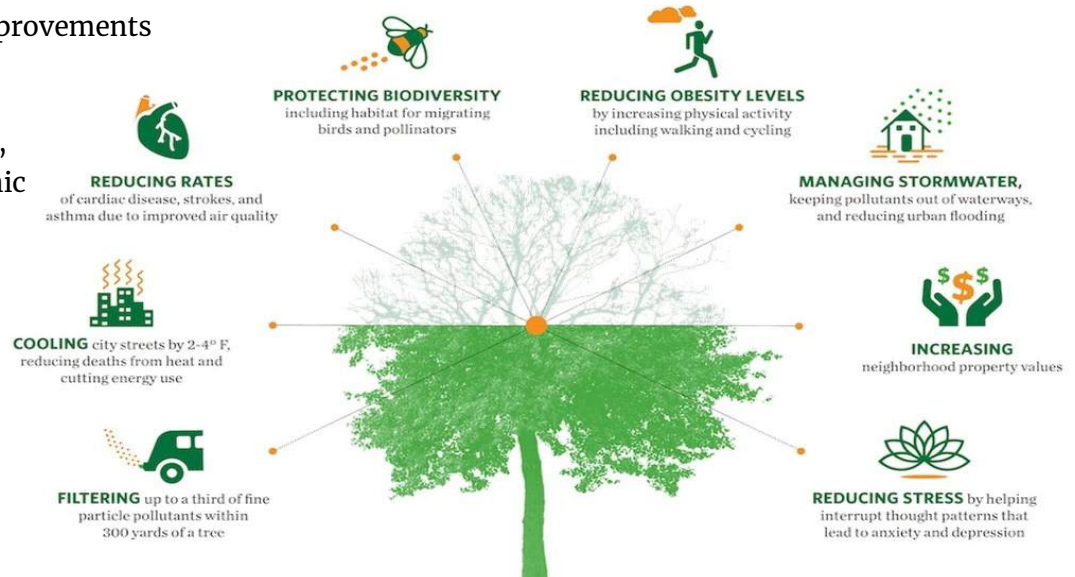 provements
,
nic
PROTECTING BIODIVERSITY
including habitat for migrating
birds and pollinators
REDUCING OBESITY LEVELS
by increasing physical activity
including walking and cycling
REDUCING RATES
of cardiac disease, strokes, and
asthma due to improved air quality
MANAGING STORMWATER,
keeping pollutants out of waterways,
and reducing urban flooding
COOLING city streets by 2-4° F,
reducing deaths from heat and
cutting energy use
$ $ $
INCREASING
neighborhood property values
FILTERING up to a third of fine
particle pollutants within
300 yards of a tree
REDUCING STRESS by helping
interrupt thought patterns that
lead to anxiety and depression